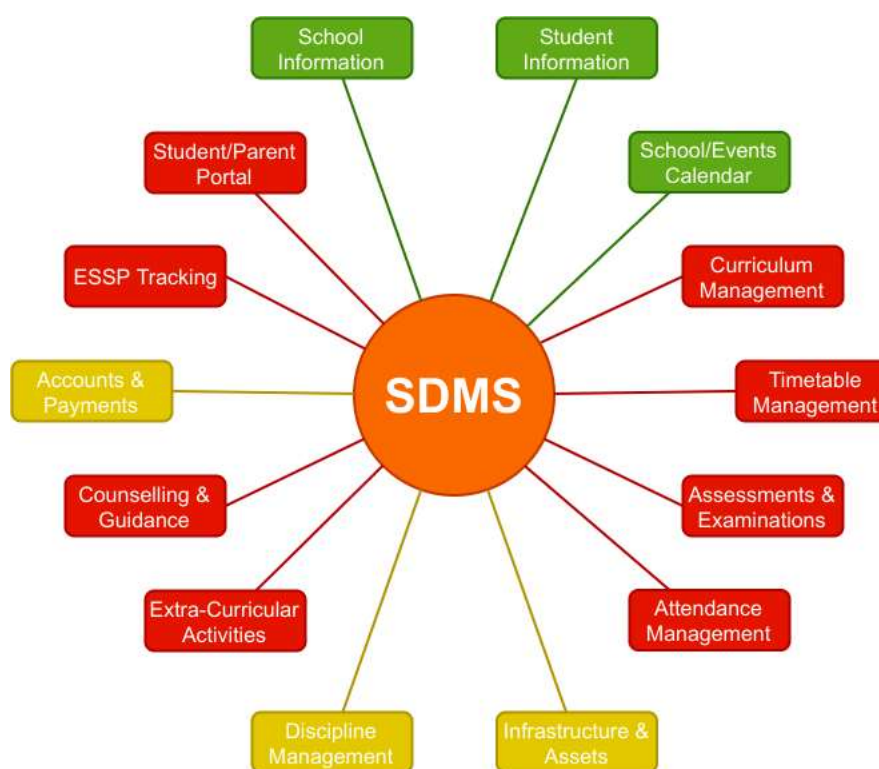 School
Information
Student
Information
Student/Parent
Portal
School/Events
Calendar
ESSP Tracking
Curriculum
Management
Accounts &
Payments
SDMS
Timetable
Management
Counselling &
Guidance
Assessments &
Examinations
Extra-Curricular
Activities
Attendance
Management
Discipline
Management
Infrastructure &
Assets